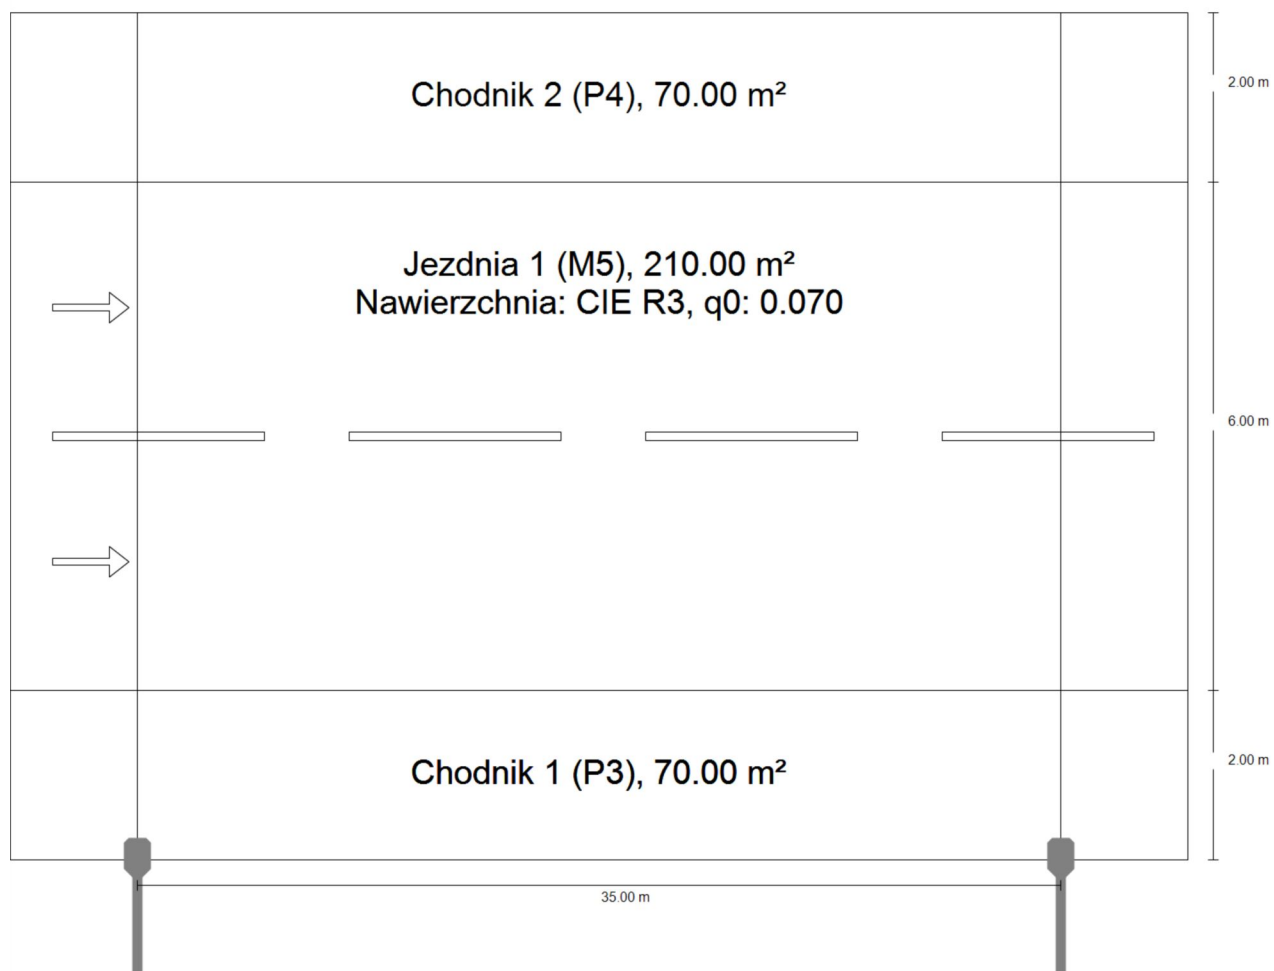 Chodnik 2 (P4), 70.00 m²
2.00 m
Jezdnia 1 (M5), 210.00 m²
Nawierzchnia: CIE R3, q0: 0.070
6.00 m
Chodnik 1 (P3), 70.00 m²
2.00 m
35.00 m